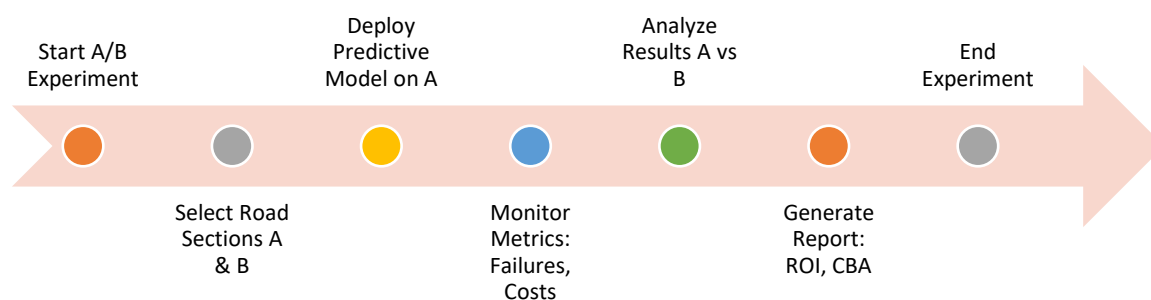 Start A/B
Experiment
Select Road
Sections A
& B
Deploy
Predictive
Model on A
Monitor
Metrics:
Failures,
Costs
Analyze
Results A vs
B
Generate
Report:
ROI, CBA
End
Experiment